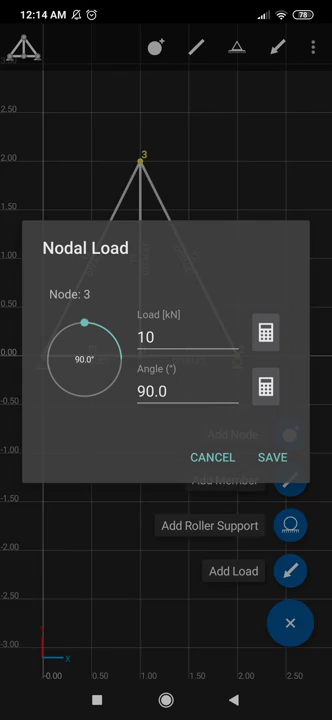 12:14 AM
78
3.00
2.50
3
2.00
1.50
1.00
Nodal Load
Node: 3
Load [kN]
0.50
10
90.0°
0.00
Angle (°)
90.0
-0.50
CANCEL
SAVE
Add Node
-1.00
Add Member
-1.50
Add Roller Support
-2.00
Add Load
-2.50
-3.00
Y
X
-0.00
0.50
1.00
1.50
2.00
2.50